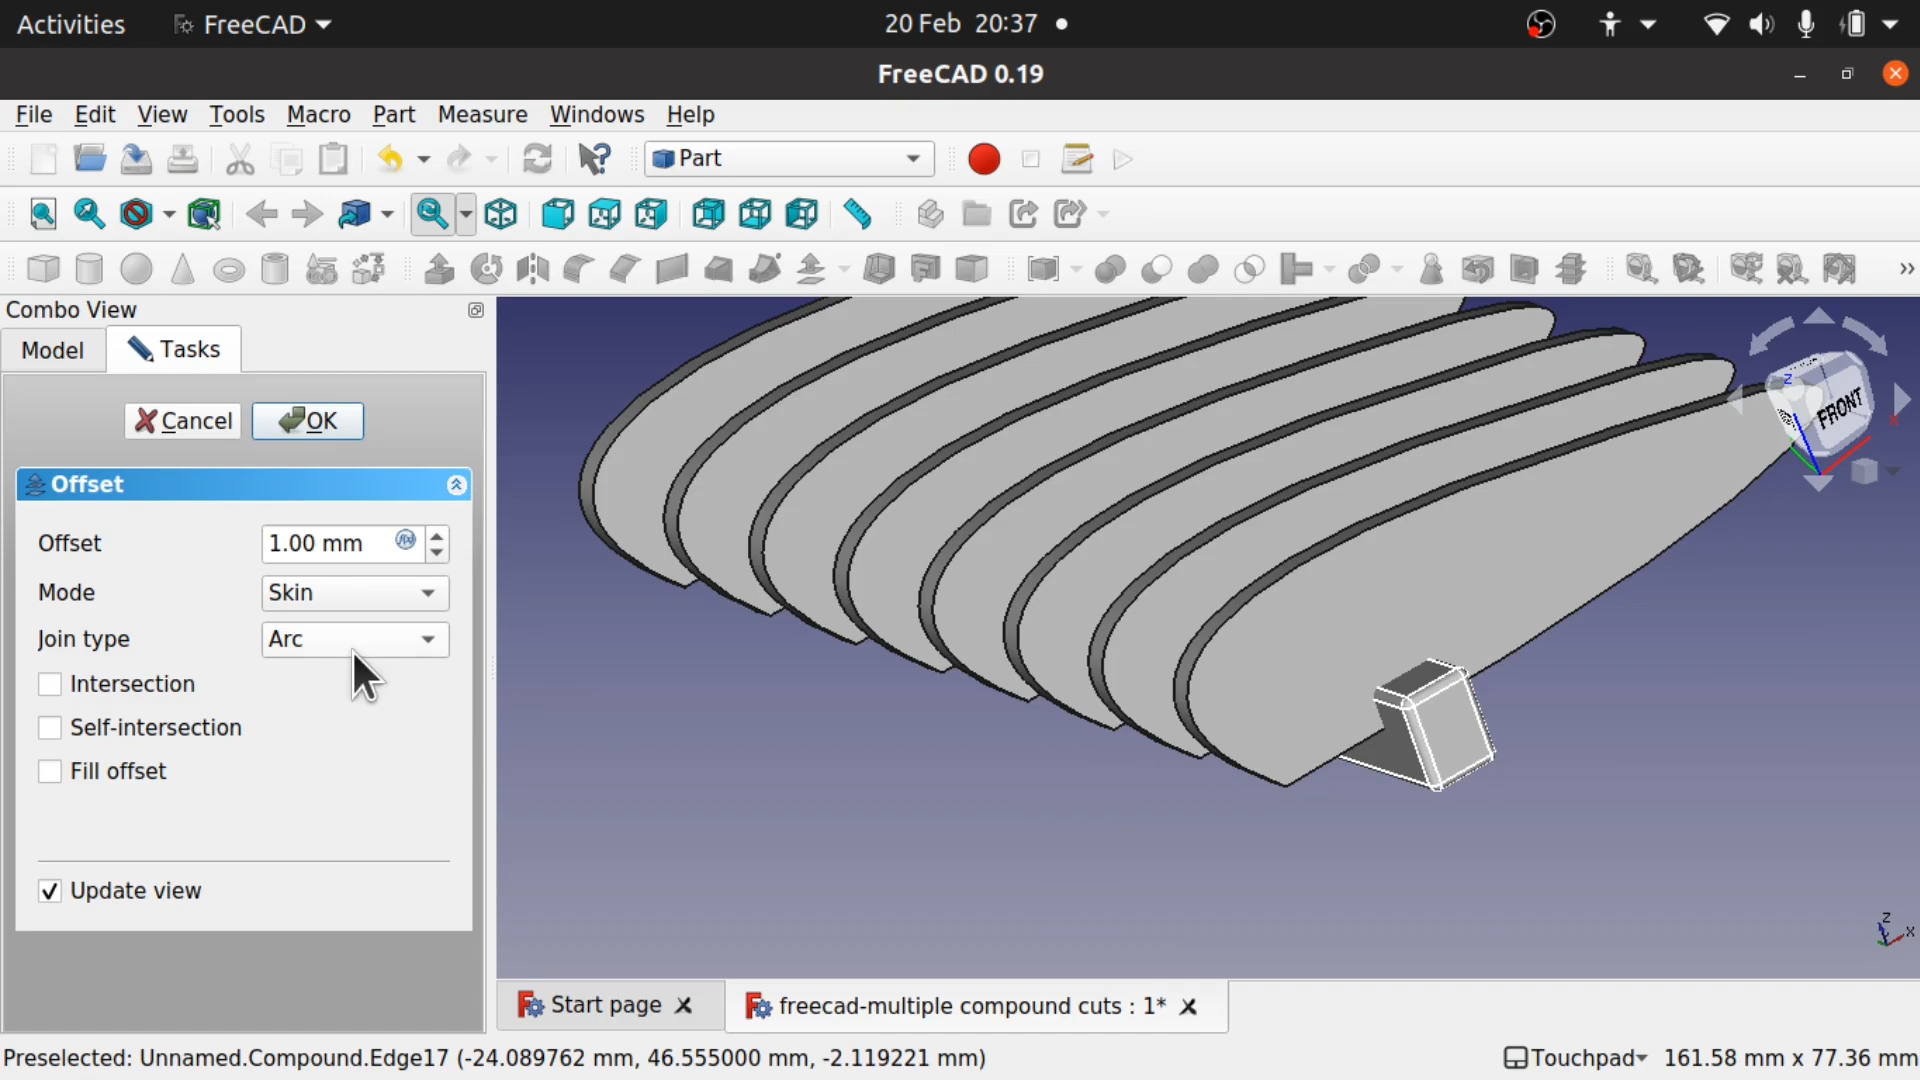 Activities FreeCAD 20 Feb 20:37
FreeCAD 0.19
File Edit View Tools Macro Part Measure Windows Help
Part
Combo View
Model Tasks
Cancel OK
Offset
Offset 1.00 mm
Mode Skin
Join type Arc
Intersection
Self-intersection
Fill offset
Update view
FRONT
Z
X
Z
X
Start page freecad-multiple compound cuts : 1*
Preselected: Unnamed.Compound.Edge17 (-24.089762 mm, 46.555000 mm, -2.119221 mm) Touchpad 161.58 mm x 77.36 mm